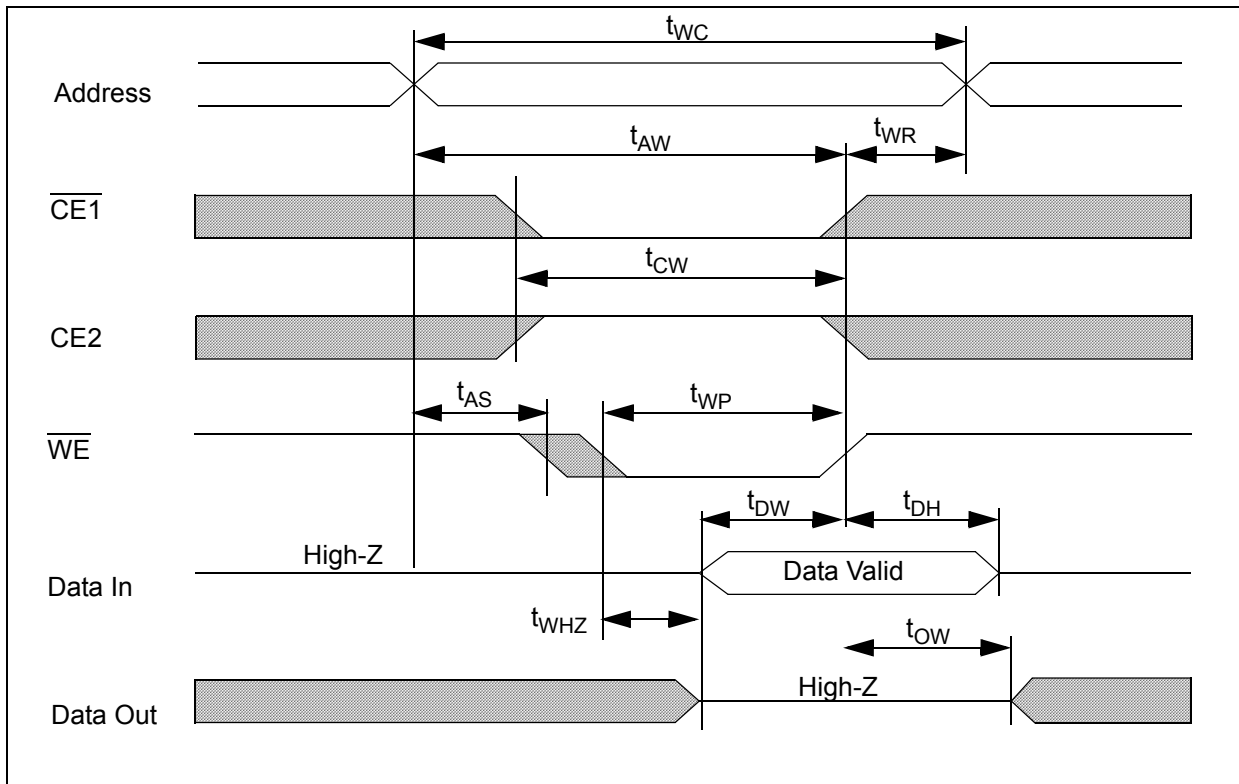 tWC
Address
tAW
tWR
CE1
tCW
CE2
tAS
tWP
WE
tDW
tDH
High-Z
Data Valid
Data In
tWHZ
tOW
High-Z
Data Out